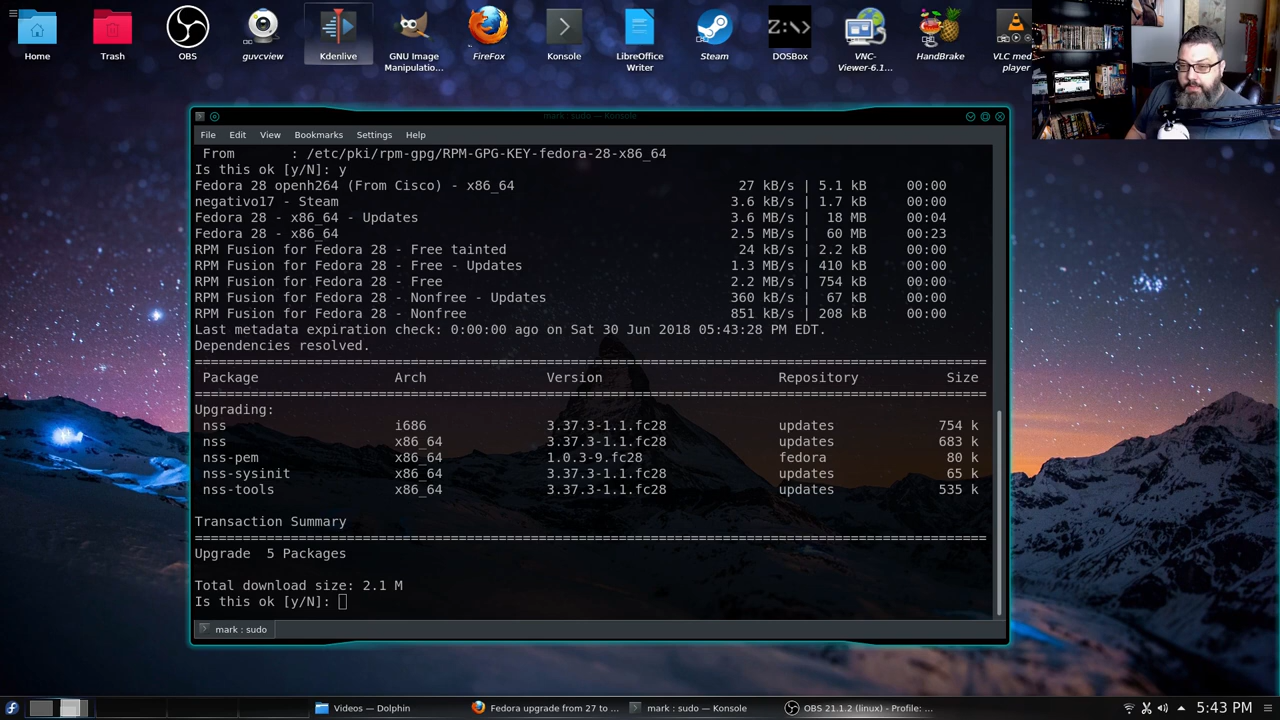 Home
Trash
OBS
guvcview
Kdenlive
GNU Image
Manipulatio...
FireFox
Konsole
LibreOffice
Writer
Steam
Z:\>
DOSBox
VNC-
Viewer-6.1...
HandBrake
VLC med
player
mark : sudo — Konsole
File Edit View Bookmarks Settings Help
From : /etc/pki/rpm-gpg/RPM-GPG-KEY-fedora-28-x86_64
Is this ok [y/N]: y
Fedora 28 openh264 (From Cisco) - x86_64 27 kB/s | 5.1 kB 00:00
negativo17 - Steam 3.6 kB/s | 1.7 kB 00:00
Fedora 28 - x86_64 - Updates 3.6 MB/s | 18 MB 00:04
Fedora 28 - x86_64 2.5 MB/s | 60 MB 00:23
RPM Fusion for Fedora 28 - Free tainted 24 kB/s | 2.2 kB 00:00
RPM Fusion for Fedora 28 - Free - Updates 1.3 MB/s | 410 kB 00:00
RPM Fusion for Fedora 28 - Free 2.2 MB/s | 754 kB 00:00
RPM Fusion for Fedora 28 - Nonfree - Updates 360 kB/s | 67 kB 00:00
RPM Fusion for Fedora 28 - Nonfree 851 kB/s | 208 kB 00:00
Last metadata expiration check: 0:00:00 ago on Sat 30 Jun 2018 05:43:28 PM EDT.
Dependencies resolved.
Package Arch Version Repository Size
Upgrading:
nss i686 3.37.3-1.1.fc28 updates 754 k
nss x86_64 3.37.3-1.1.fc28 updates 683 k
nss-pem x86_64 1.0.3-9.fc28 fedora 80 k
nss-sysinit x86_64 3.37.3-1.1.fc28 updates 65 k
nss-tools x86_64 3.37.3-1.1.fc28 updates 535 k
Transaction Summary
Upgrade 5 Packages
Total download size: 2.1 M
Is this ok [y/N]:
mark : sudo
Videos — Dolphin
Fedora upgrade from 27 to ...
mark : sudo — Konsole
OBS 21.1.2 (linux) - Profile: ...
5:43 PM